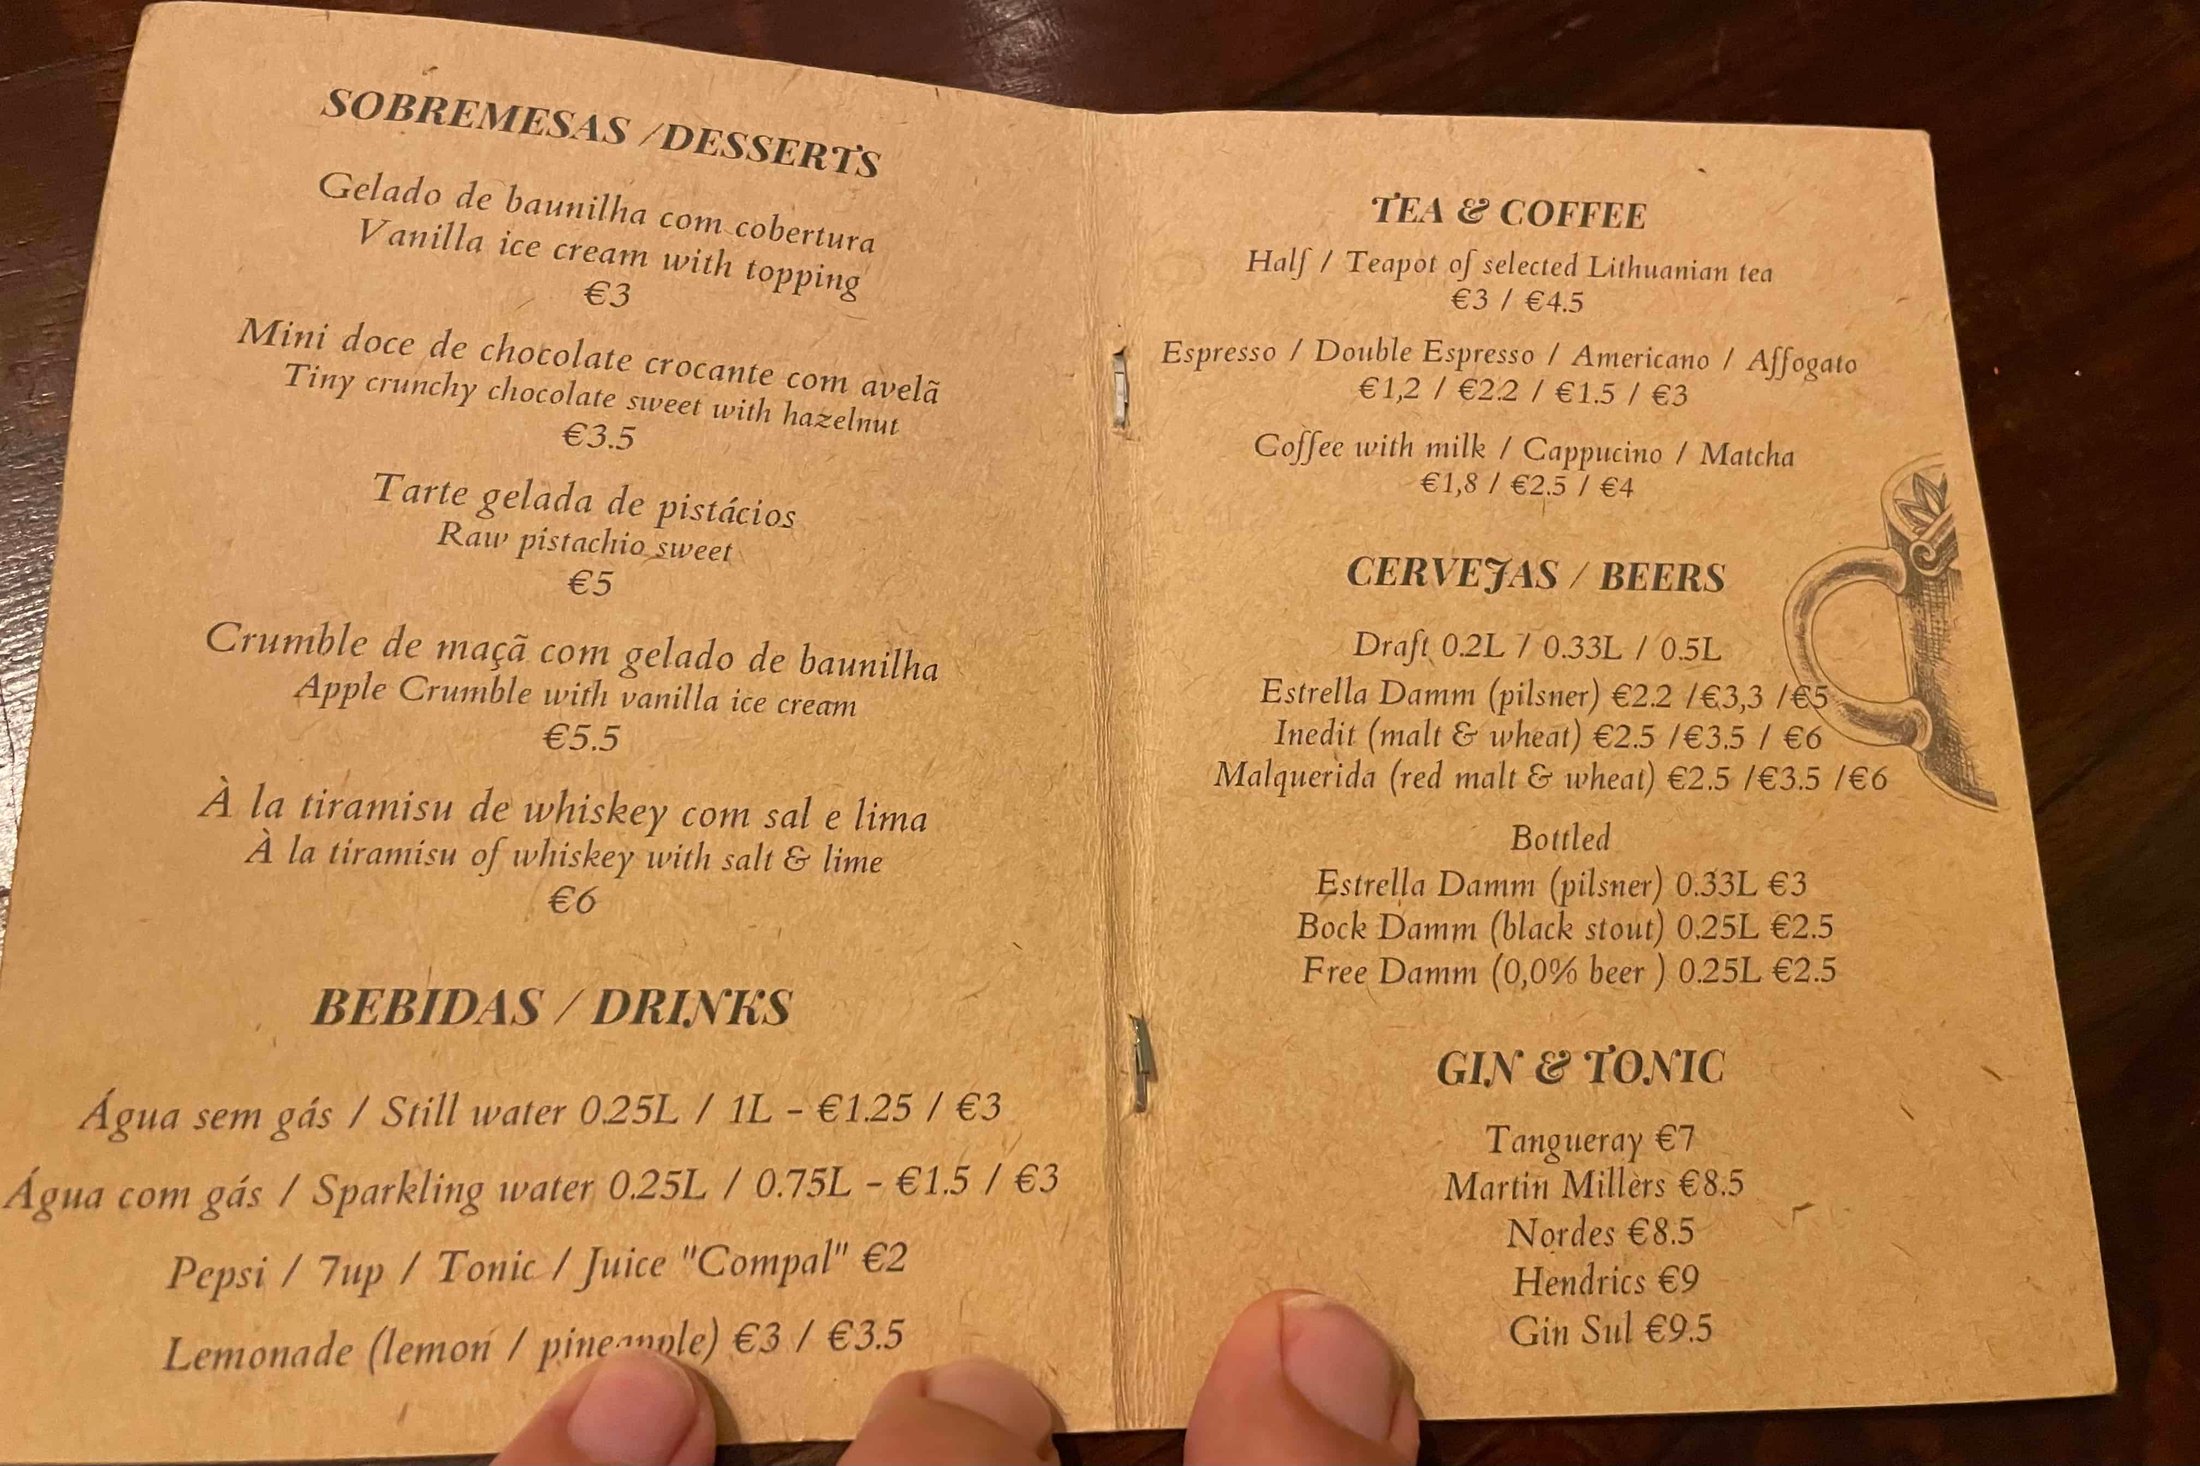 SOBREMESAS / DESSERTS
Gelado de baunilha com cobertura
Vanilla ice cream with topping
€3
Mini doce de chocolate crocante com avelã
Tiny crunchy chocolate sweet with hazelnut
€3.5
Tarte gelada de pistácios
Raw pistachio sweet
€5
Crumble de maçã com gelado de baunilha
Apple Crumble with vanilla ice cream
€5.5
À la tiramisu de whiskey com sal e lima
À la tiramisu of whiskey with salt & lime
€6
BEBIDAS / DRINKS
Água sem gás / Still water 0.25L / 1L - €1.25 / €3
Água com gás / Sparkling water 0.25L / 0.75L - €1.5 / €3
Pepsi / 7up / Tonic / Juice "Compal" €2
Lemonade (lemon / pineapple) €3 / €3.5
TEA & COFFEE
Half / Teapot of selected Lithuanian tea
€3 / €4.5
Espresso / Double Espresso / Americano / Affogato
€1,2 / €2.2 / €1.5 / €3
Coffee with milk / Cappucino / Matcha
€1,8 / €2.5 / €4
CERVEJAS / BEERS
Draft 0.2L / 0.33L / 0.5L
Estrella Damm (pilsner) €2.2 /€3,3 /€5
Inedit (malt & wheat) €2.5 /€3.5 / €6
Malquerida (red malt & wheat) €2.5 /€3.5 /€6
Bottled
Estrella Damm (pilsner) 0.33L €3
Bock Damm (black stout) 0.25L €2.5
Free Damm (0,0% beer ) 0.25L €2.5
GIN & TONIC
Tangueray €7
Martin Millers €8.5
Nordes €8.5
Hendrics €9
Gin Sul €9.5